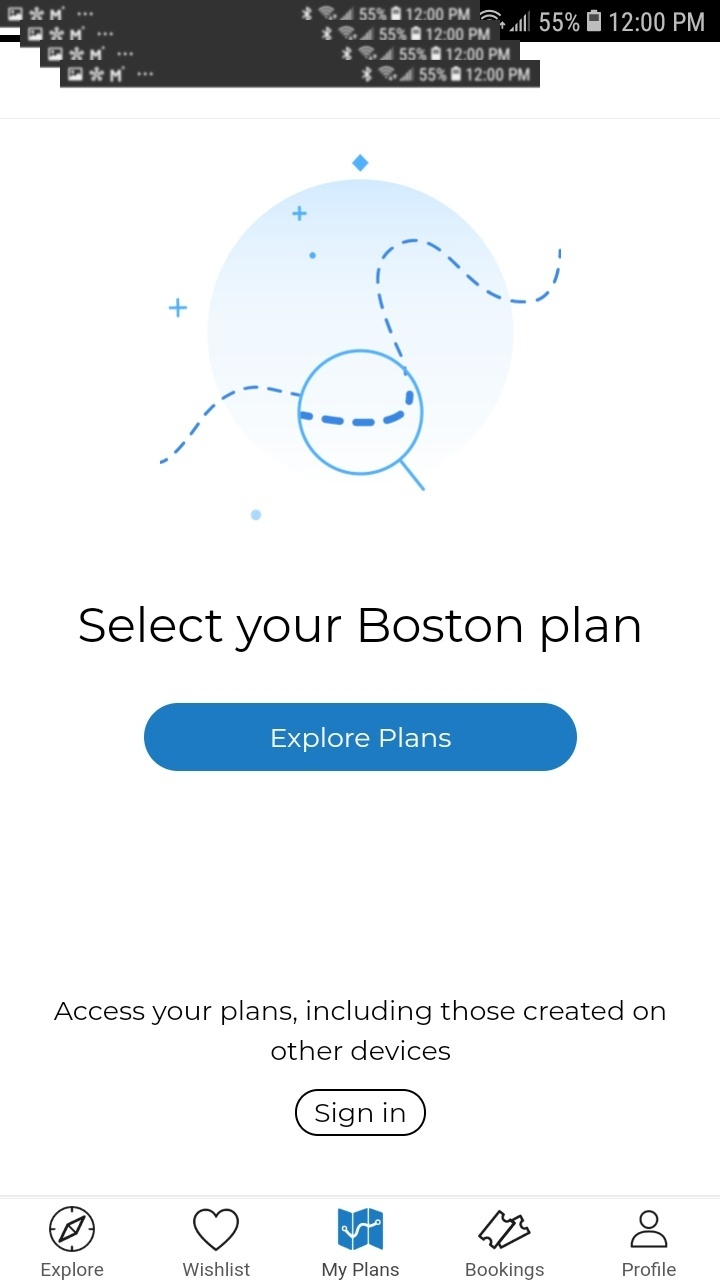 55% 12:00 PM
55% 12:00 PM
55% 12:00 PM
55% 12:00 PM
55% 12:00 PM
Select your Boston plan
Explore Plans
Access your plans, including those created on
other devices
Sign in
Explore Wishlist My Plans Bookings Profile